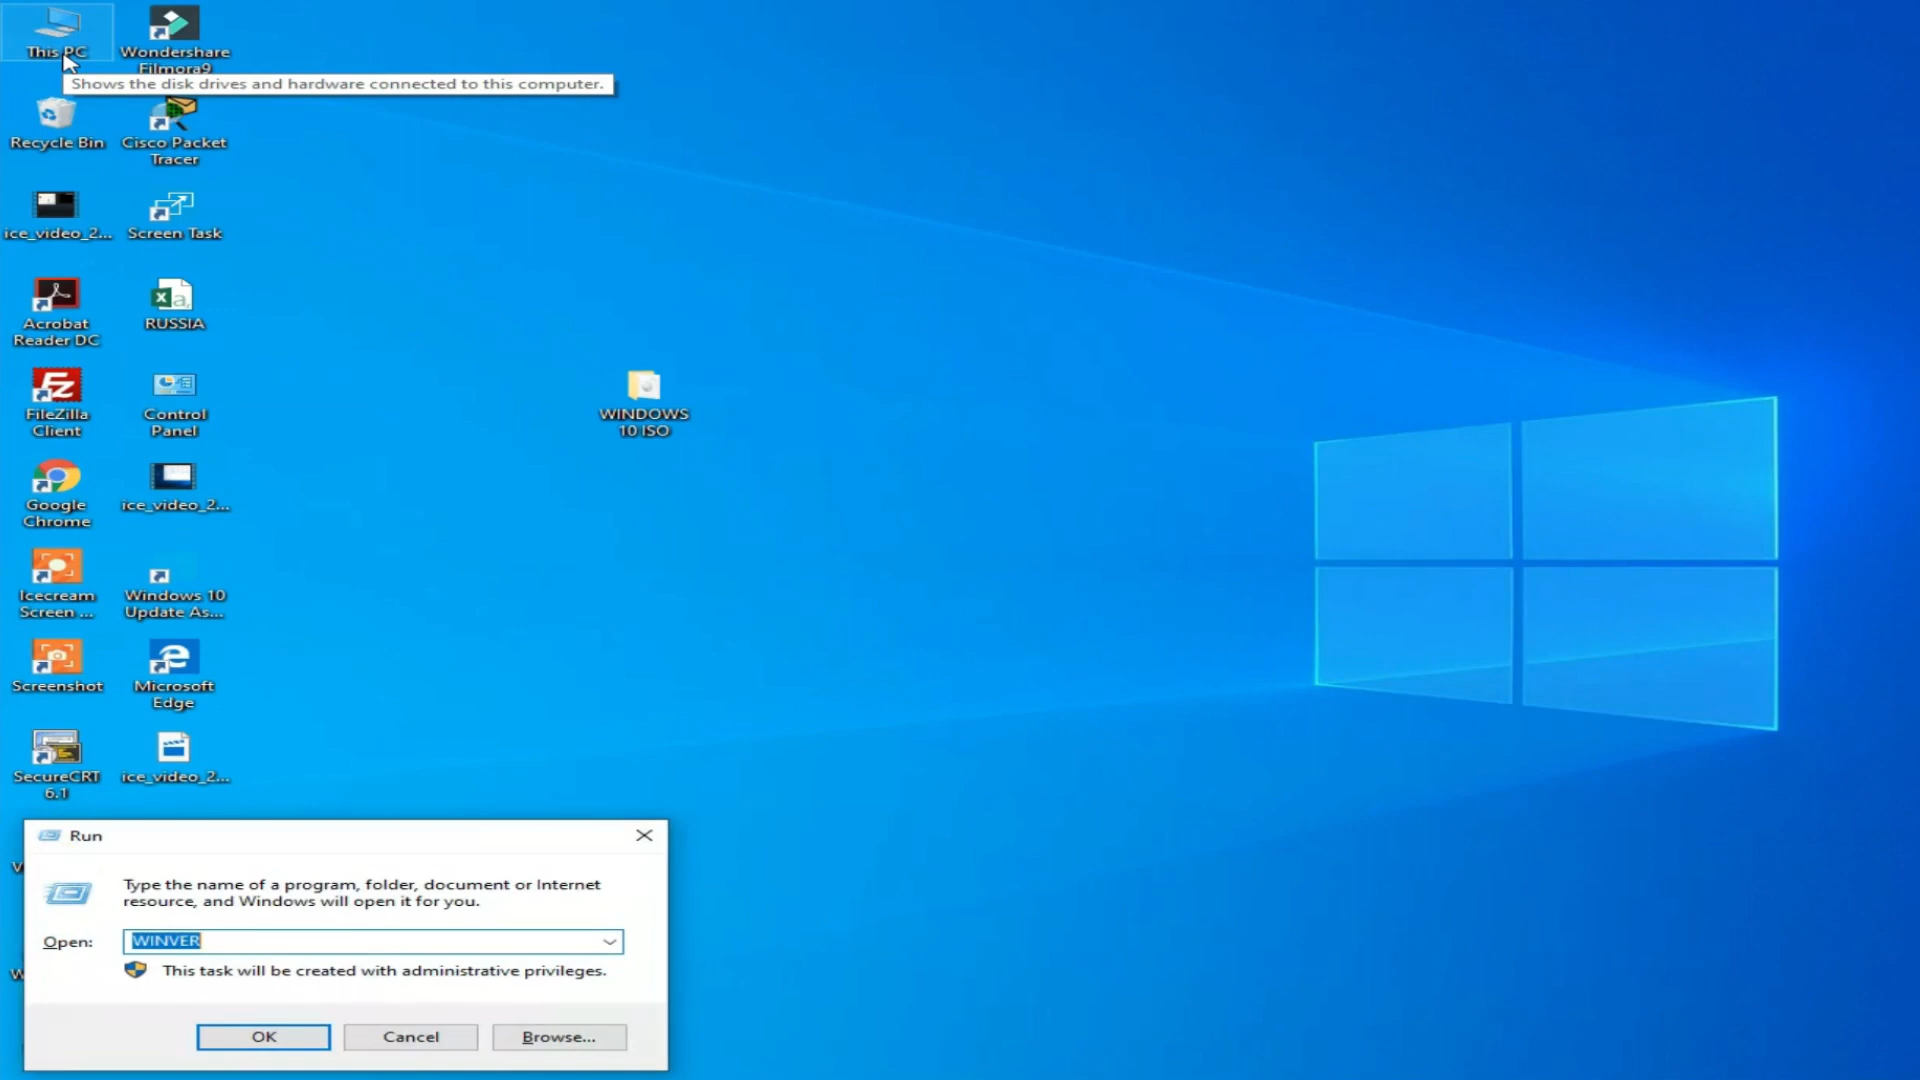 This PC
Wondershare
Filmora9
Shows the disk drives and hardware connected to this computer.
Recycle Bin
Cisco Packet
Tracer
ice_video_2...
Screen Task
Acrobat
Reader DC
RUSSIA
FileZilla
Client
Control
Panel
WINDOWS
10 ISO
Google
Chrome
ice_video_2...
Icecream
Screen ...
Windows 10
Update As...
Screenshot
Microsoft
Edge
SecureCRT
6.1
ice_video_2...
Run
Type the name of a program, folder, document or Internet
resource, and Windows will open it for you.
Open:
WINVER
This task will be created with administrative privileges.
OK
Cancel
Browse...